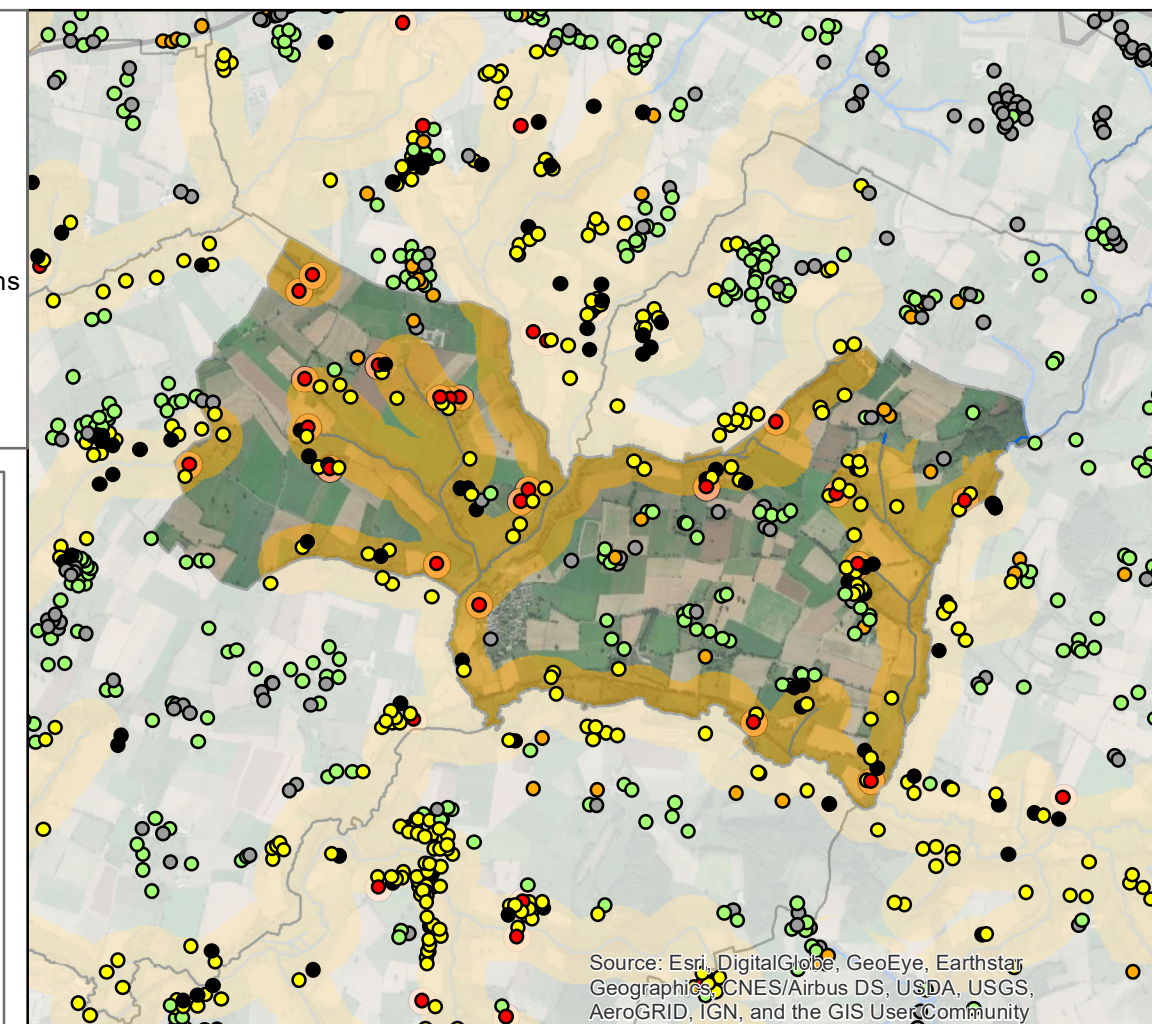 ns
Source: Esri, DigitalGlobe, GeoEye, Earthstar
Geographics, CNES/Airbus DS, USDA, USGS,
AeroGRID, IGN, and the GIS User Community